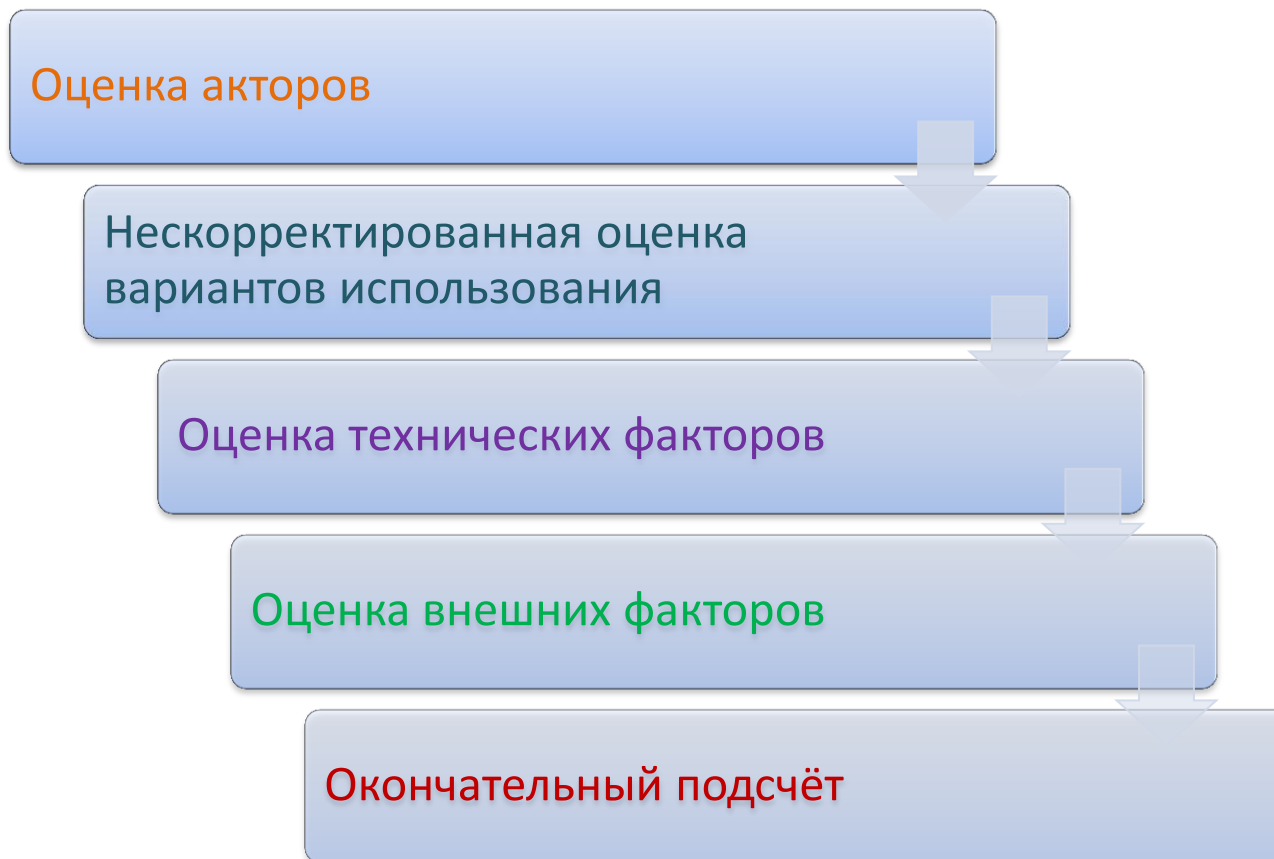 Оценка акторов
Нескорректированная оценка
вариантов использования
Оценка технических факторов
Оценка внешних факторов
Окончательный подсчёт